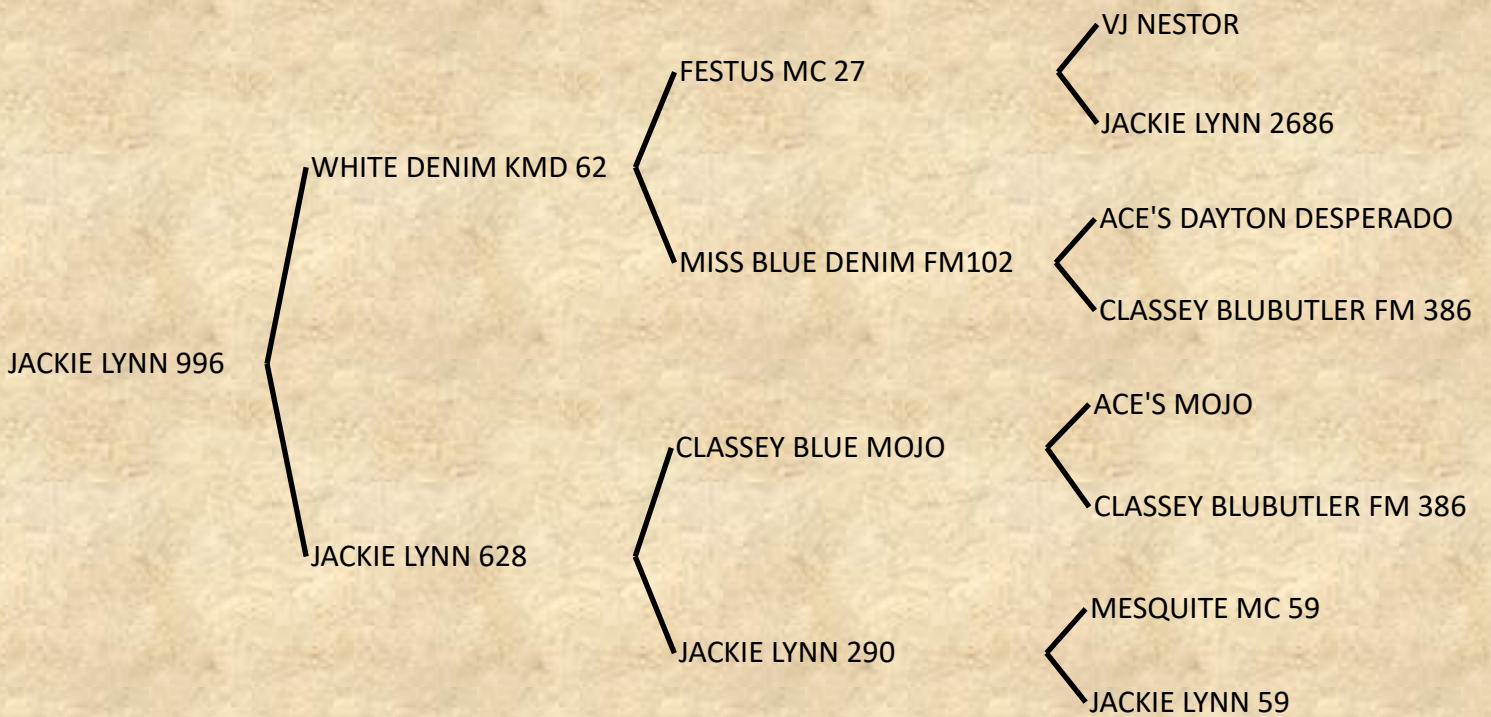 VJ NESTOR
FESTUS MC 27
JACKIE LYNN 2686
WHITE DENIM KMD 62
ACE'S DAYTON DESPERADO
MISS BLUE DENIM FM102
CLASSEY BLUBUTLER FM 386
JACKIE LYNN 996
ACE'S MOJO
CLASSEY BLUE MOJO
CLASSEY BLUBUTLER FM 386
JACKIE LYNN 628
MESQUITE MC 59
JACKIE LYNN 290
JACKIE LYNN 59